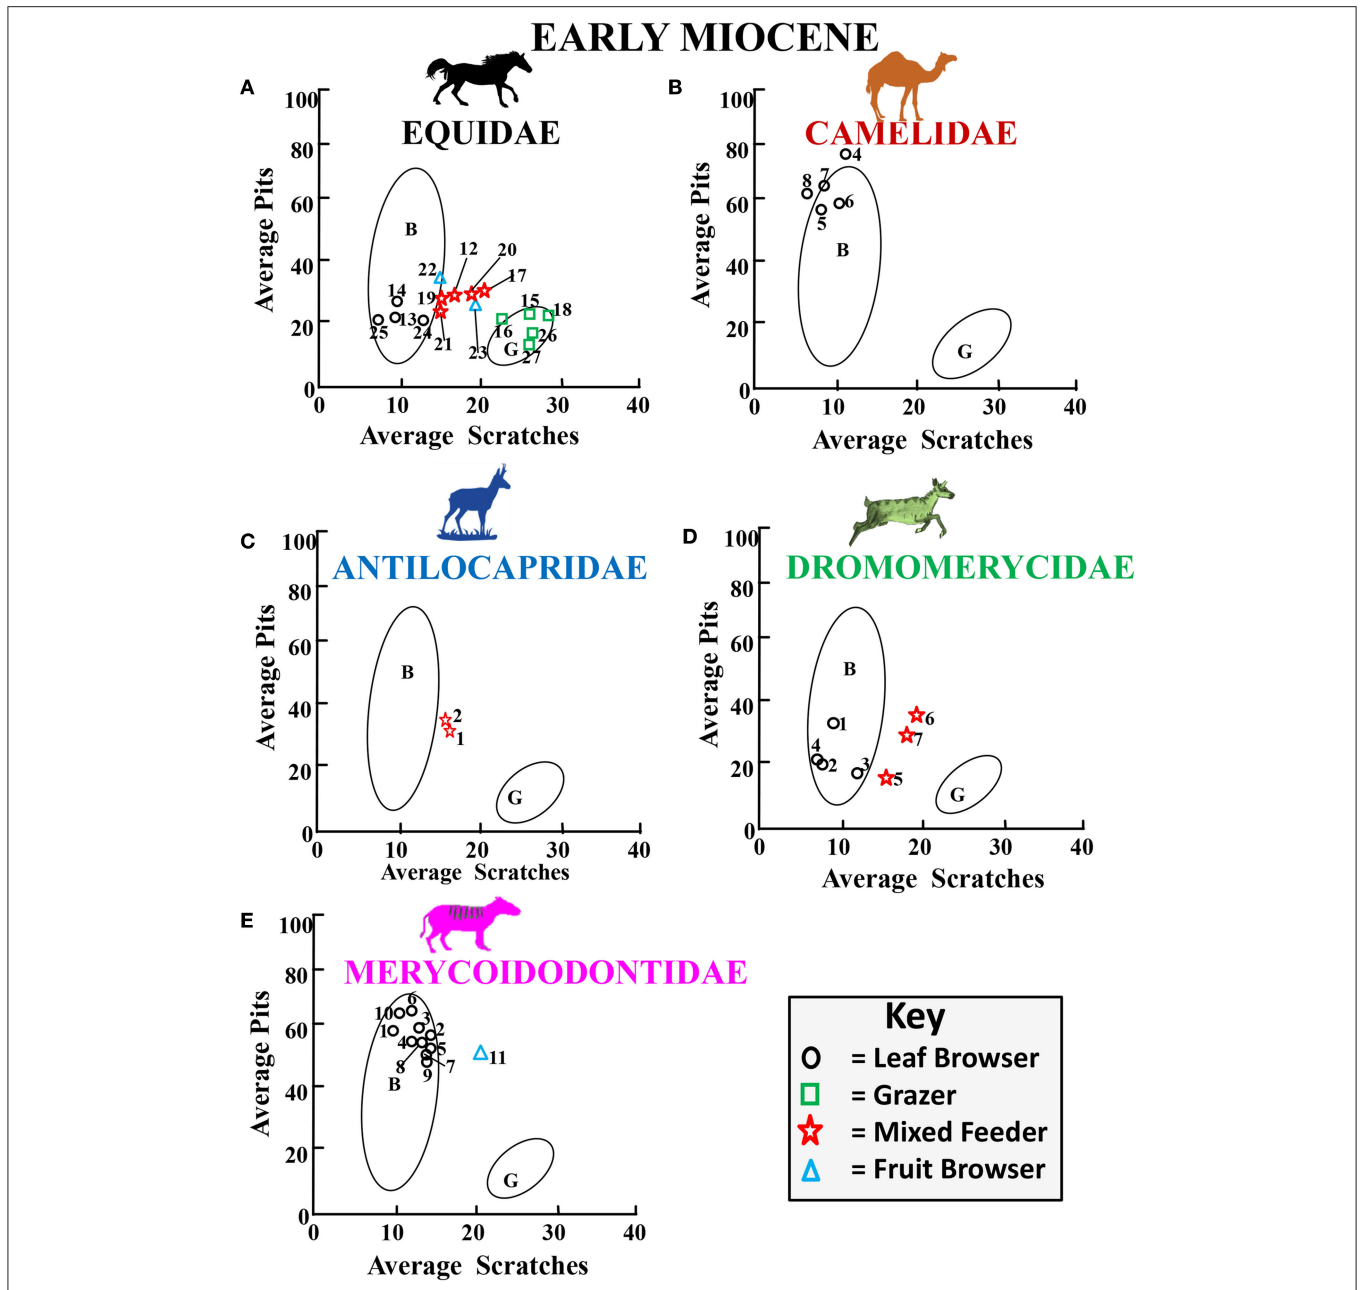 EARLY MIOCENE
A
EQUIDAE
Average Pits
100
80
60
40
20
0
0 10 20 30 40
Average Scratches
B
G
14
25
13
24
22
19
21
12
20
17
23
16
15
18
26
27
B
CAMELIDAE
Average Pits
100
80
60
40
20
0
0 10 20 30 40
Average Scratches
4
7
8
6
5
B
G
C
ANTILOCAPRIDAE
Average Pits
100
80
60
40
20
0
0 10 20 30 40
Average Scratches
B
2
1
G
D
DROMOMERYCIDAE
Average Pits
100
80
60
40
20
0
0 10 20 30 40
Average Scratches
B
1
4
2
3
6
7
5
G
E
MERYCOIDODONTIDAE
Average Pits
100
80
60
40
20
0
0 10 20 30 40
Average Scratches
6
10
3
1
2
4
5
8
7
9
11
B
G
Key
= Leaf Browser
= Grazer
= Mixed Feeder
= Fruit Browser